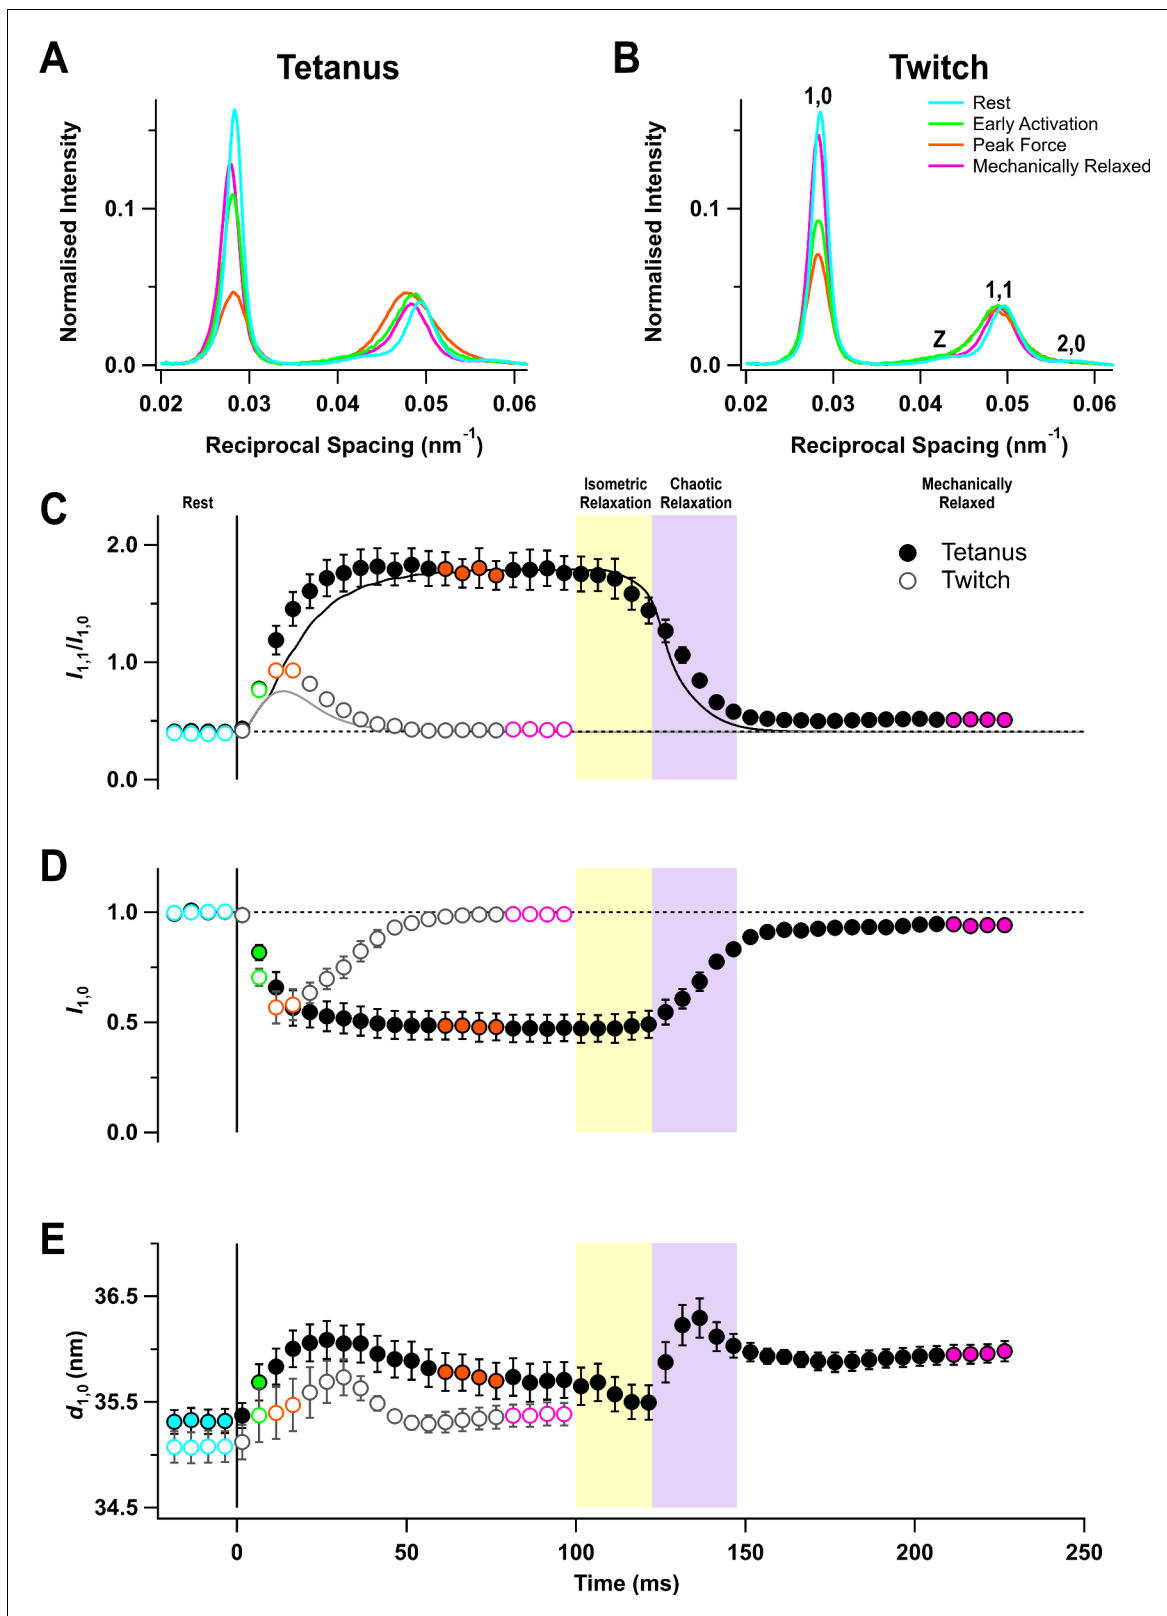 A
Tetanus
Normalised Intensity
0.1
0.0
0.02
0.03
0.04
0.05
0.06
Reciprocal Spacing (nm-1)
B
Twitch
1,0
Rest
Early Activation
Peak Force
Mechanically Relaxed
Normalised Intensity
0.1
0.0
Z
1,1
2,0
0.02
0.03
0.04
0.05
0.06
Reciprocal Spacing (nm-1)
C
Rest
Isometric
Relaxation
Chaotic
Relaxation
Mechanically
Relaxed
Tetanus
Twitch
I1,1/I1,0
2.0
1.0
0.0
D
I1,0
1.0
0.5
0.0
E
d1,0 (nm)
36.5
35.5
34.5
0
50
100
150
200
250
Time (ms)